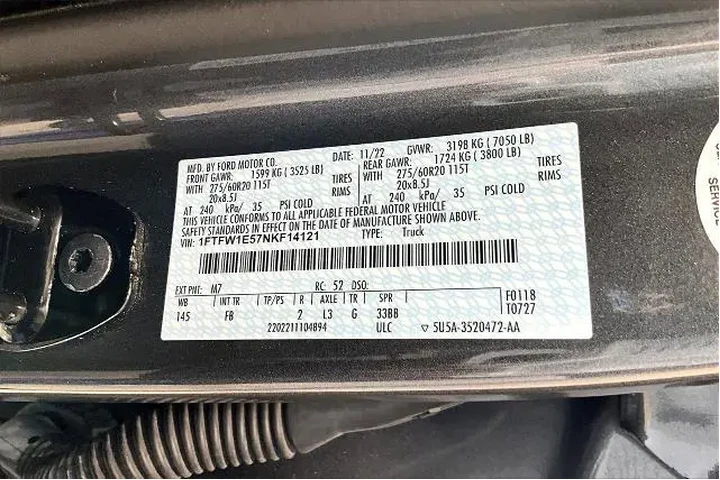 MFD. BY FORD MOTOR CO.
DATE: 11/22 GVWR: 3198 KG ( 7050 LB)
FRONT GAWR: 1599 KG ( 3525 LB) REAR GAWR: 1724 KG ( 3800 LB)
WITH 275/60R20 115T TIRES WITH 275/60R20 115T TIRES
20x8.5J RIMS 20x8.5J RIMS
AT 240 kPa/ 35 PSI COLD AT 240 kPa/ 35 PSI COLD
THIS VEHICLE CONFORMS TO ALL APPLICABLE FEDERAL MOTOR VEHICLE
SAFETY STANDARDS IN EFFECT ON THE DATE OF MANUFACTURE SHOWN ABOVE.
VIN: 1FTFW1E57NKF14121 TYPE: Truck
EXT PNT: M7 RC: 52 DSO:
WB INT TR TP/PS R AXLE TR SPR F0118
145 FB 2 L3 G 33BB T0727
2202211104894 ULC 5U5A-3520472-AA